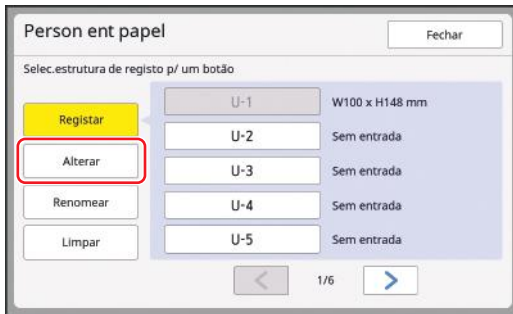 Person ent papel
Fechar
Selec.estrutura de registo p/ um botão
Registar
Alterar
Renomear
Limpar
U-1 W100 x H148 mm
U-2 Sem entrada
U-3 Sem entrada
U-4 Sem entrada
U-5 Sem entrada
1/6